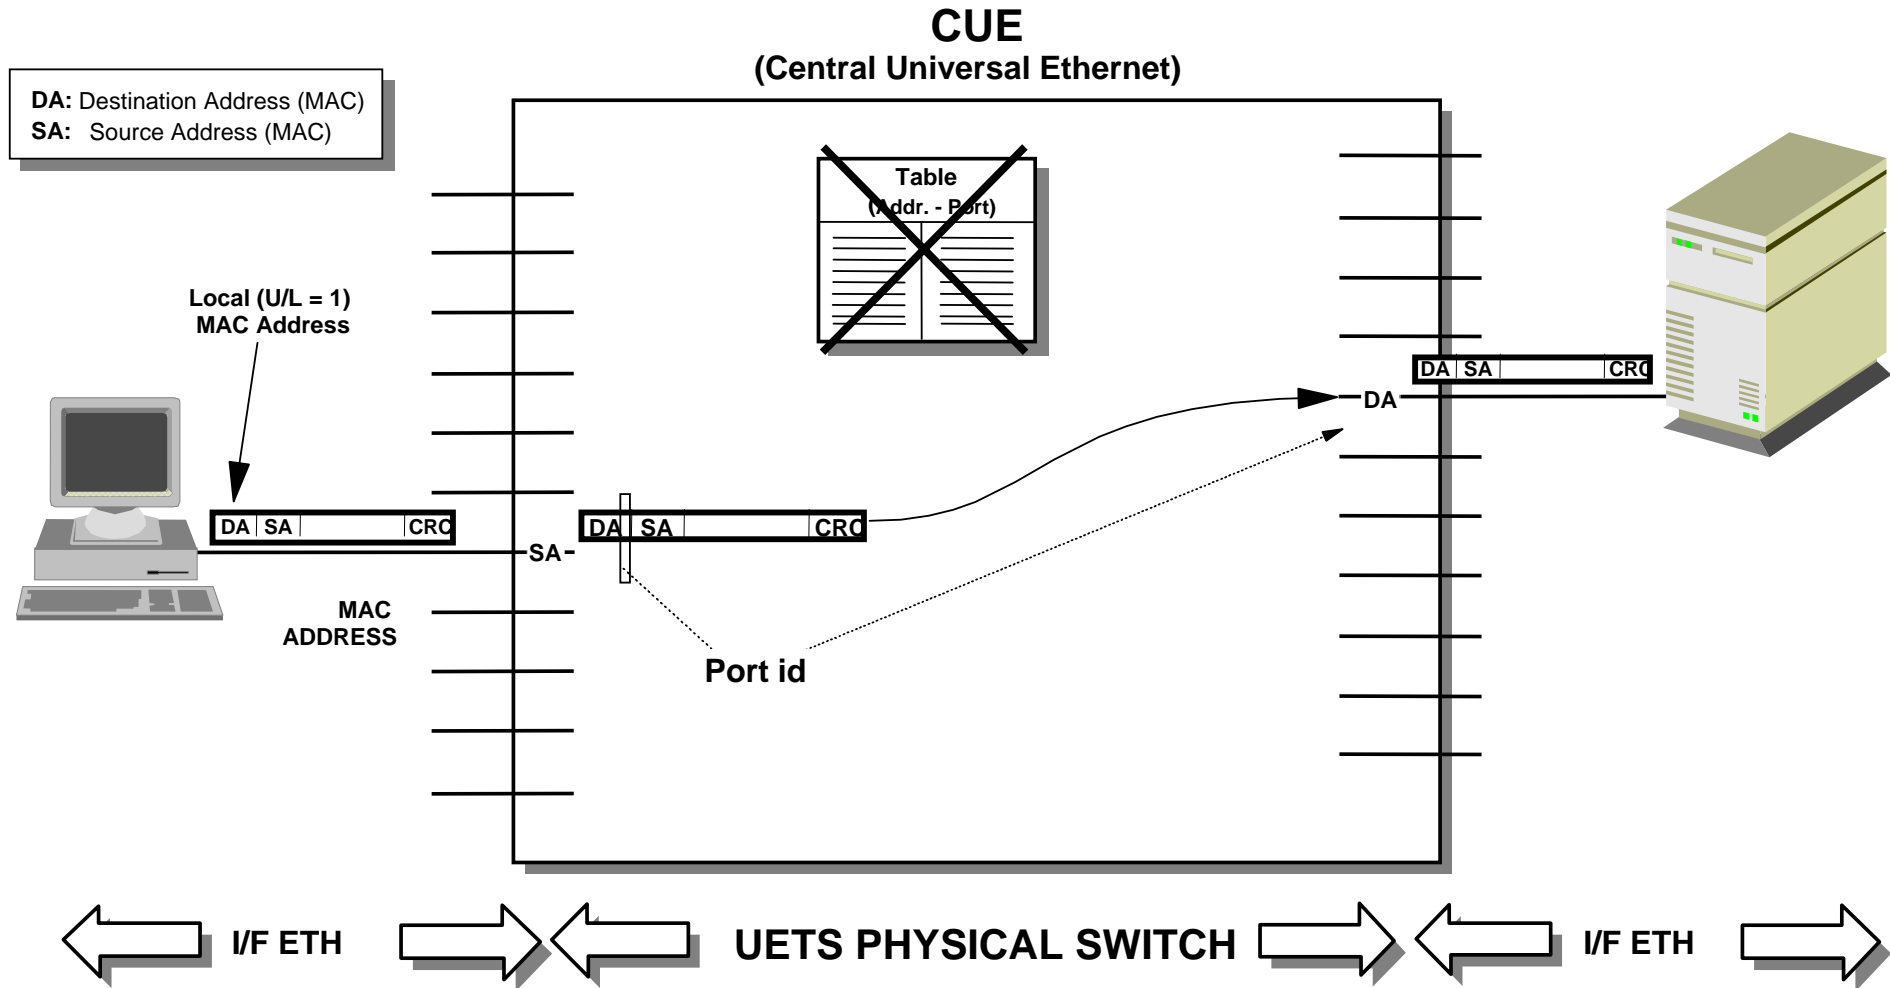 CUE
(Central Universal Ethernet)
DA: Destination Address (MAC)
SA: Source Address (MAC)
Table
(Addr. - Port)
Local (U/L = 1)
MAC Address
DA SA CRC
DA
DA SA CRC
DA SA CRC
SA
MAC
ADDRESS
Port id
I/F ETH
UETS PHYSICAL SWITCH
I/F ETH